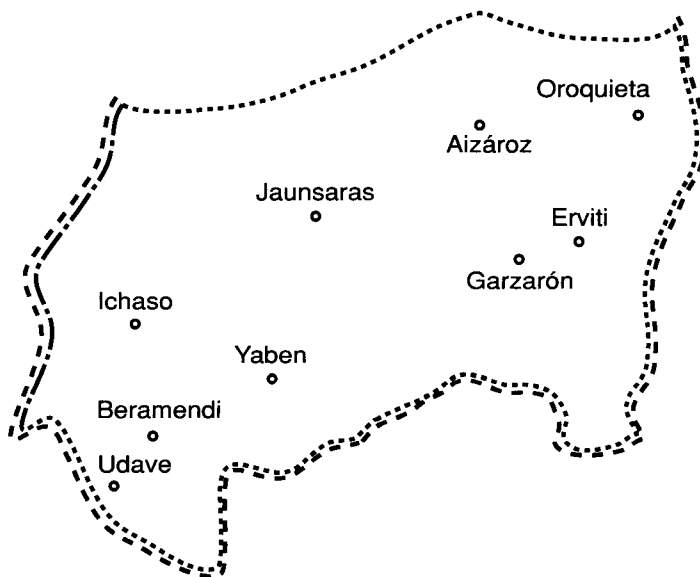 Oroquieta
Aizároz
Jaunsaras
Erviti
Garzarón
Ichaso
Yaben
Beramendi
Udave